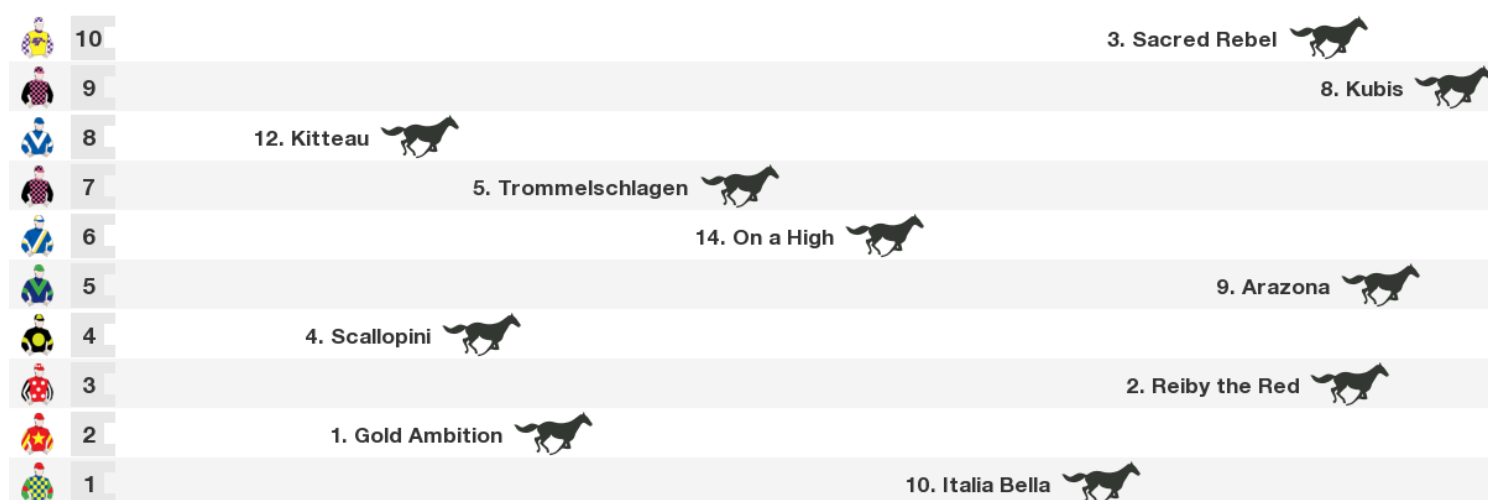 10 3. Sacred Rebel
9 8. Kubis
8 12. Kitteau
7 5. Trommelschlagen
6 14. On a High
5 9. Arazona
4 4. Scallopini
3 2. Reiby the Red
2 1. Gold Ambition
1 10. Italia Bella